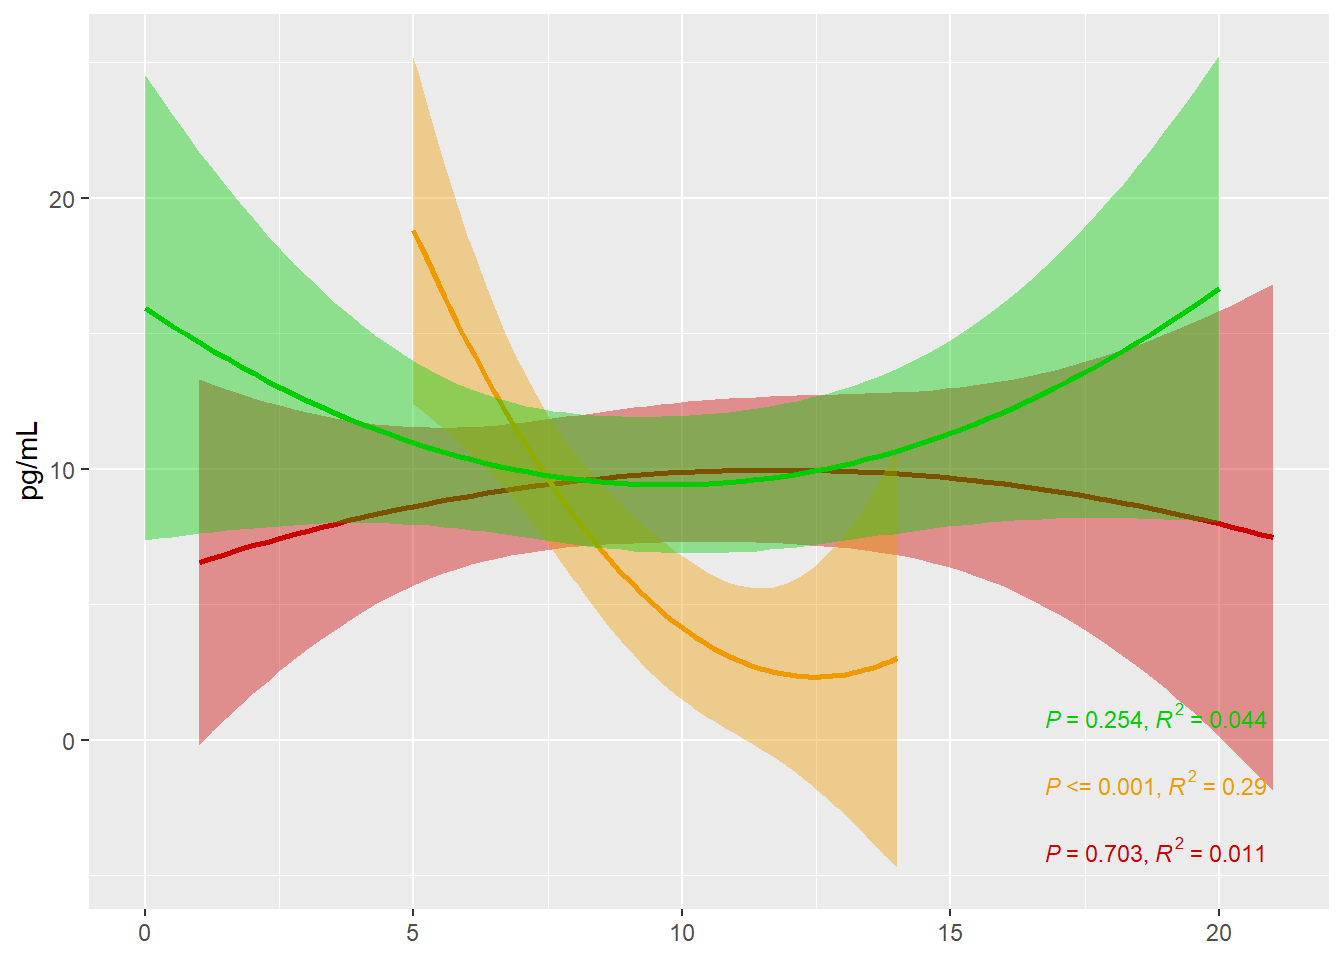 pg/mL
20
10
0
P = 0.254, R² = 0.044
P <= 0.001, R² = 0.29
P = 0.703, R² = 0.011
0 5 10 15 20